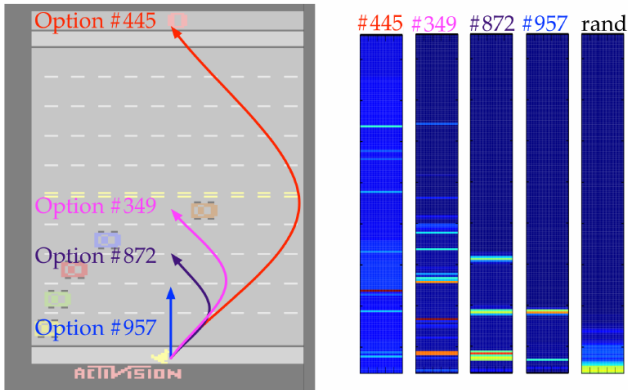 Option #445
Option #349
Option #872
Option #957
ACTIVISION
#445 #349 #872 #957 rand